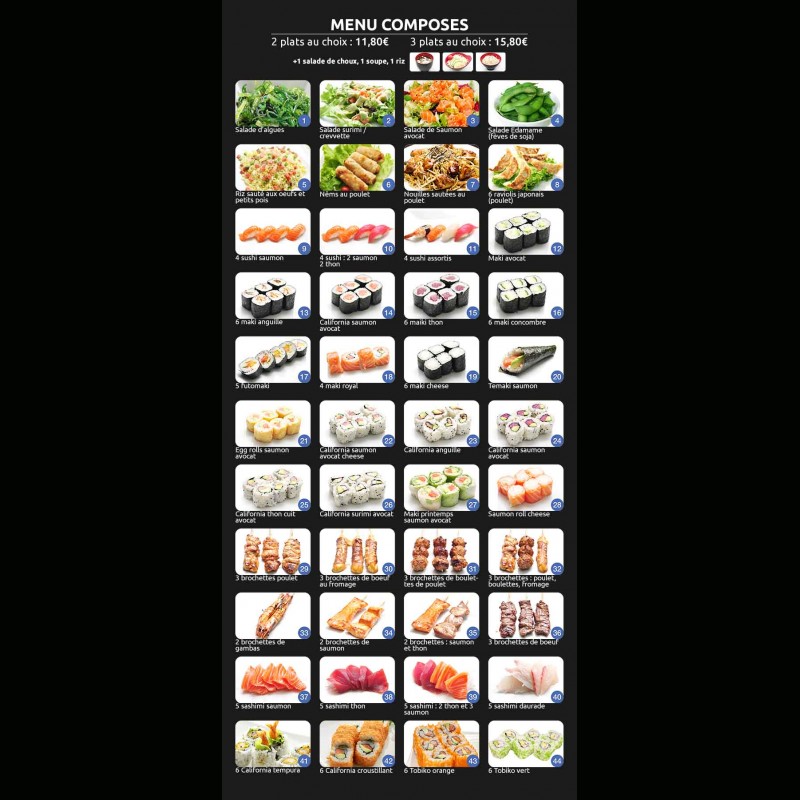 MENU COMPOSES
2 plats au choix : 11,80€ 3 plats au choix : 15,80€
+1 salade de choux, 1 soupe, 1 riz
1 2 3 4
Salade d'algues
Salade surimi /
crevvette
Salade de Saumon
avocat
Salade Edamame
(fèves de soja)
5 6 7 8
Riz sauté aux oeufs et
petits pois
Néms au poulet
Nouilles sautées au
poulet
6 raviolis japonais
(poulet)
9 10 11 12
4 sushi saumon
4 sushi : 2 saumon
2 thon
4 sushi assortis
Maki avocat
13 14 15 16
6 maki anguille
California saumon
avocat
6 maiki thon
6 maki concombre
17 18 19 20
5 futomaki
4 maki royal
6 maki cheese
Temaki saumon
21 22 23 24
Egg rolls saumon
avocat
California saumon
avocat cheese
California anguille
California saumon
avocat
25 26 27 28
California thon cuit
avocat
California surimi avocat
Maki printemps
saumon avocat
Saumon roll cheese
29 30 31 32
3 brochettes poulet
3 brochettes de boeuf
au fromage
3 brochettes de boulet-
tes de poulet
3 brochettes : poulet,
boulettes, fromage
33 34 35 36
2 brochettes de
gambas
2 brochettes de
saumon
2 brochettes : saumon
et thon
3 brochettes de boeuf
37 38 39 40
5 sashimi saumon
5 sashimi thon
5 sashimi : 2 thon et 3
saumon
5 sashimi daurade
41 42 43 44
6 California tempura
6 California croustillant
6 Tobiko orange
6 Tobiko vert